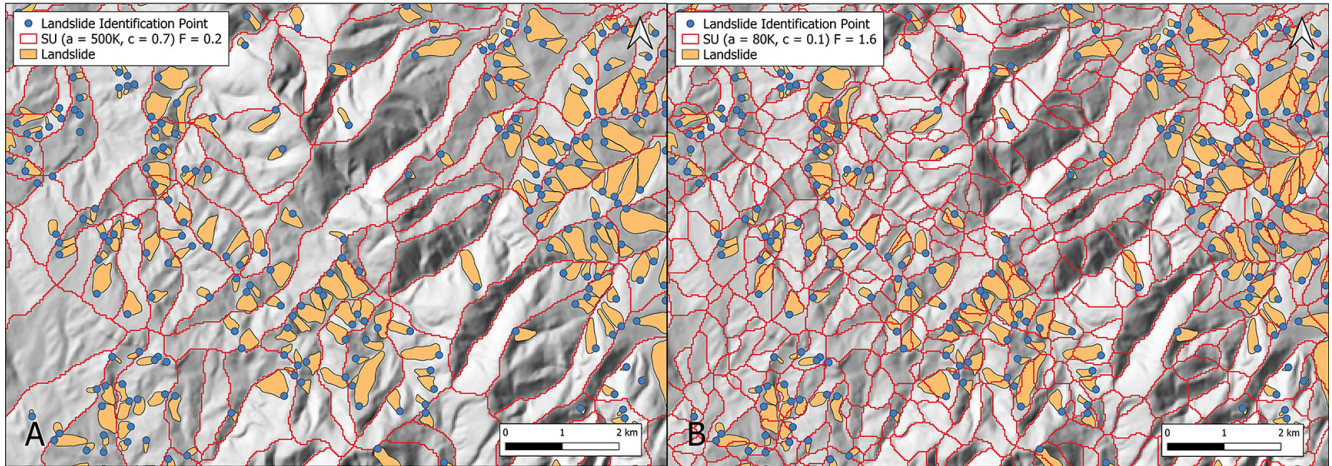 Landslide Identification Point
SU (a = 500K, c = 0.7) F = 0.2
Landslide
A
0 1 2 km
Landslide Identification Point
SU (a = 80K, c = 0.1) F = 1.6
Landslide
B
0 1 2 km